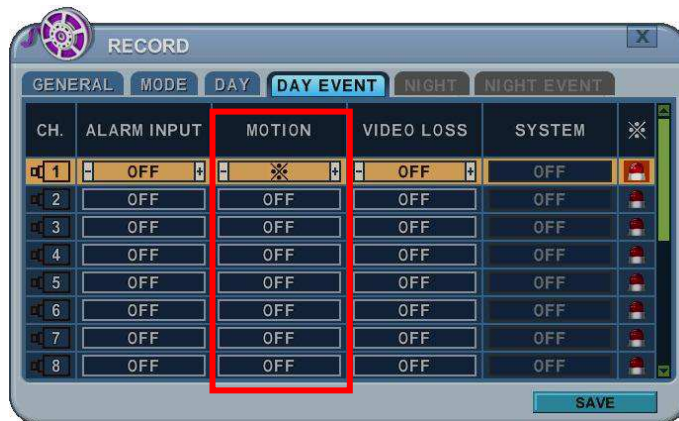 RECORD X
GENERAL MODE DAY DAY EVENT NIGHT NIGHT EVENT
CH. ALARM INPUT MOTION VIDEO LOSS SYSTEM ※
1 - OFF + - ※ + - OFF + OFF
2 OFF OFF OFF OFF
3 OFF OFF OFF OFF
4 OFF OFF OFF OFF
5 OFF OFF OFF OFF
6 OFF OFF OFF OFF
7 OFF OFF OFF OFF
8 OFF OFF OFF OFF
SAVE